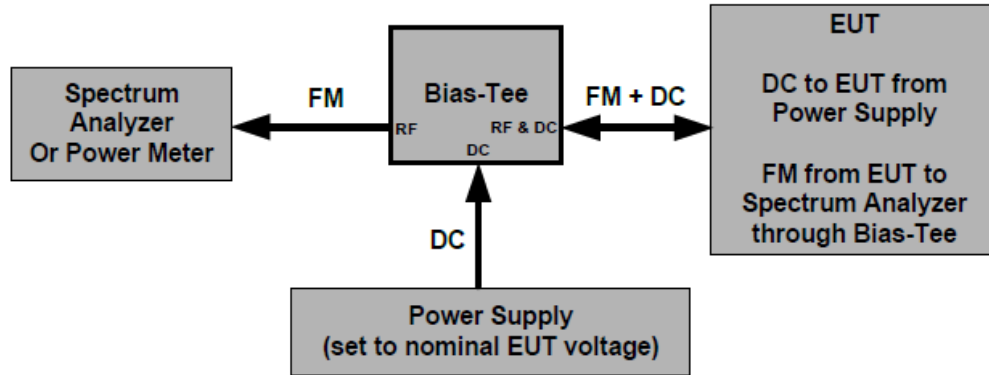 Spectrum
Analyzer
Or Power Meter
FM
Bias-Tee
RF
RF & DC
DC
FM + DC
EUT
DC to EUT from
Power Supply
FM from EUT to
Spectrum Analyzer
through Bias-Tee
DC
Power Supply
(set to nominal EUT voltage)